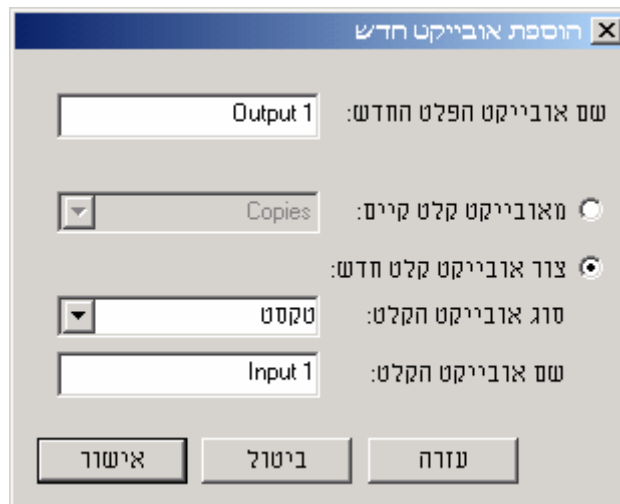 הוספת אובייקט חדש
שם אובייקט הפלט החדש: Output 1
מאובייקט קלט קיים: Copies
צור אובייקט קלט חדש:
סוג אובייקט הקלט: טקסט
שם אובייקט הקלט: Input 1
עזרה ביטול אישור